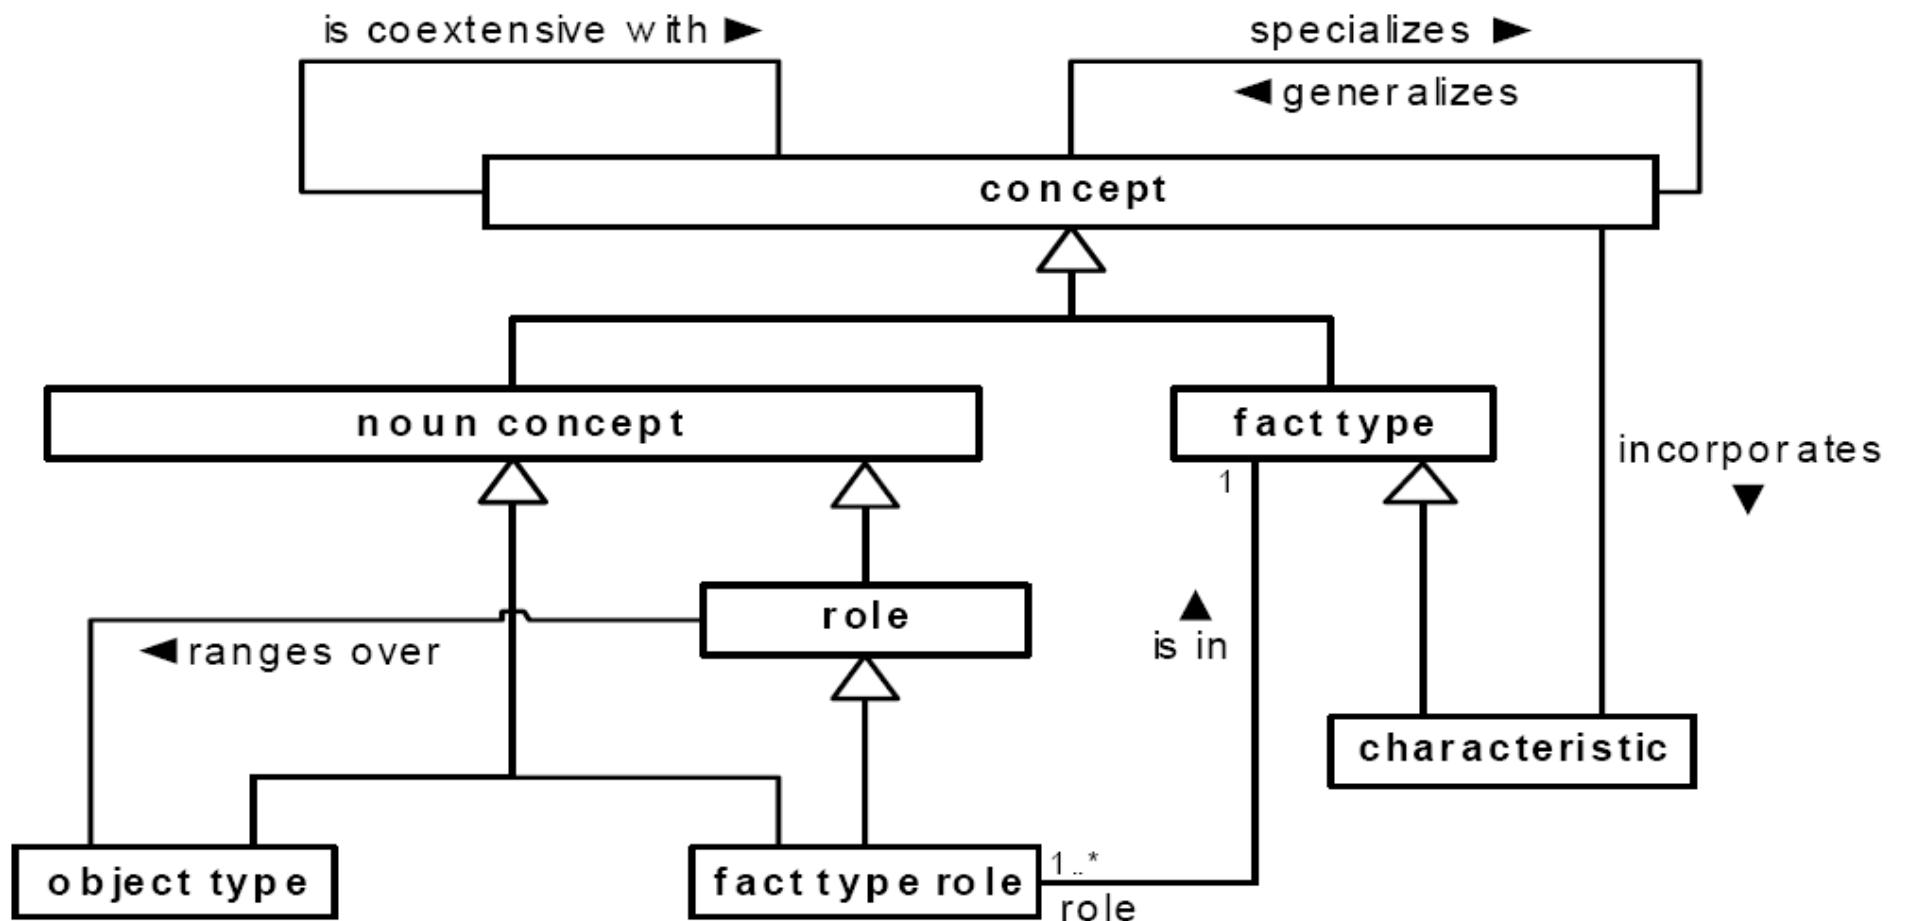 is coextensive with ►
specializes ►
◄ generalizes
concept
noun concept
fact type
1
incorporates
▼
role
◄ ranges over
▲
is in
characteristic
object type
fact type role
1..*
role